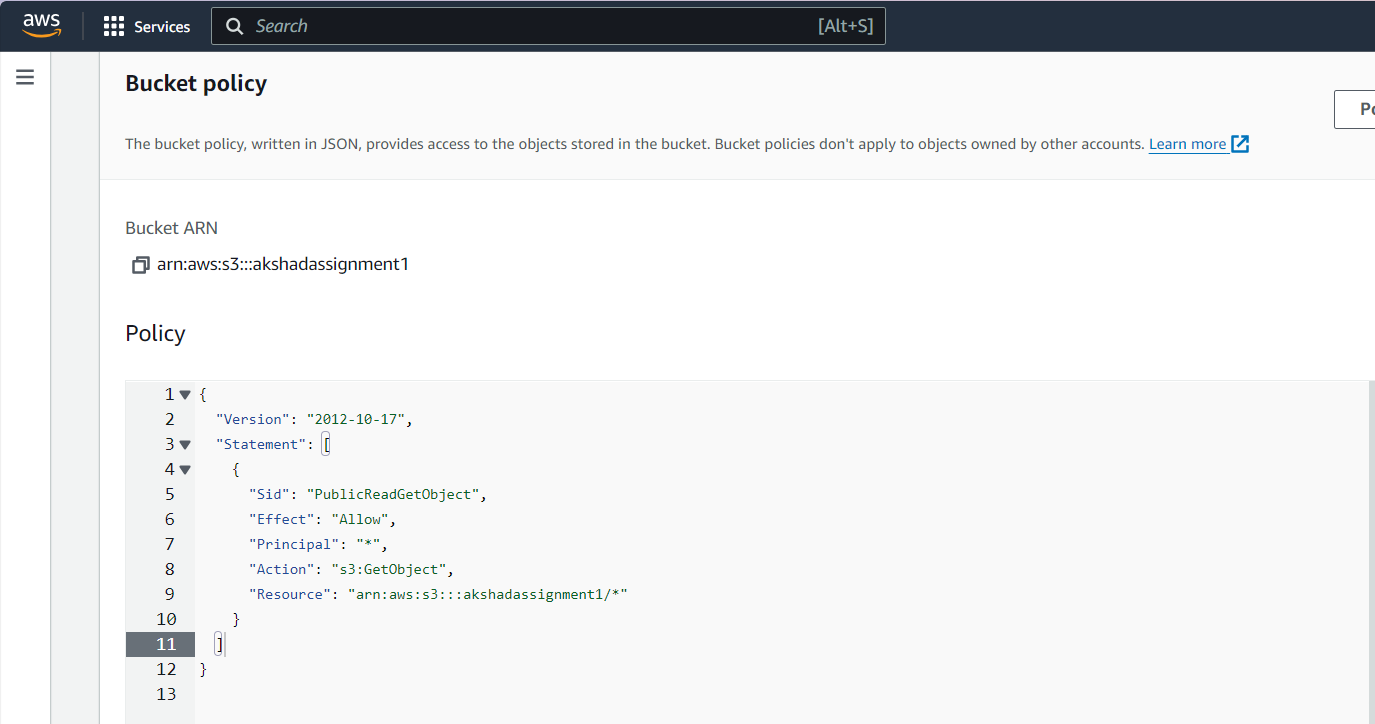 aws
Services
Search
[Alt+S]
Bucket policy
The bucket policy, written in JSON, provides access to the objects stored in the bucket. Bucket policies don't apply to objects owned by other accounts. Learn more
Bucket ARN
arn:aws:s3:::akshadassignment1
Policy
1 {
2 "Version": "2012-10-17",
3 "Statement": [
4 {
5 "Sid": "PublicReadGetObject",
6 "Effect": "Allow",
7 "Principal": "*",
8 "Action": "s3:GetObject",
9 "Resource": "arn:aws:s3:::akshadassignment1/*"
10 }
11 ]
12 }
13